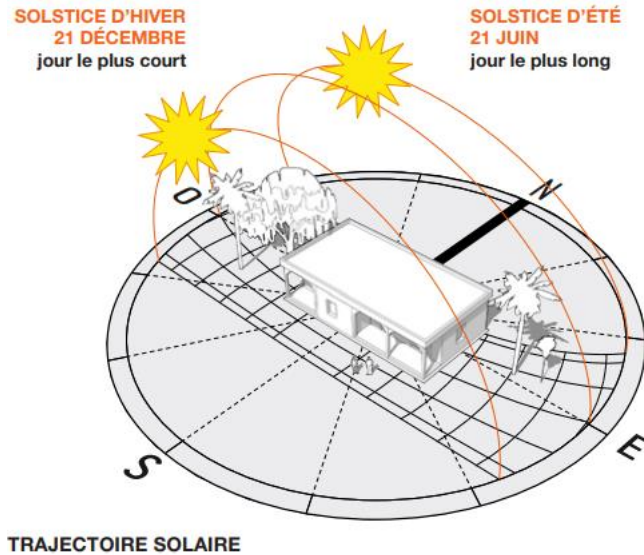 SOLSTICE D'HIVER
21 DÉCEMBRE
jour le plus court
SOLSTICE D'ÉTÉ
21 JUIN
jour le plus long
O
N
S
E
TRAJECTOIRE SOLAIRE